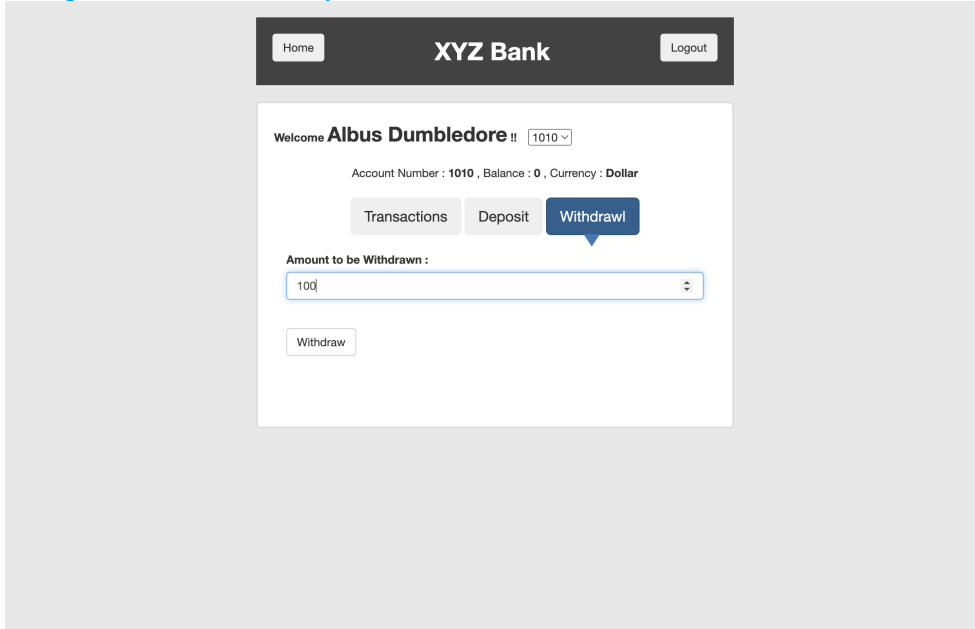 Home XYZ Bank Logout
Welcome Albus Dumbledore !! 1010
Account Number : 1010 , Balance : 0 , Currency : Dollar
Transactions Deposit Withdrawl
Amount to be Withdrawn :
100
Withdraw